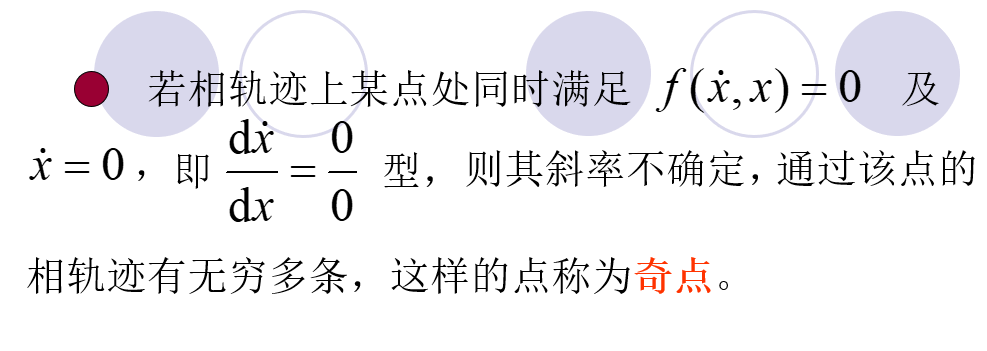 若相轨迹上某点处同时满足 f(ẋ, x) = 0 及
ẋ = 0，即 dẋ/dx = 0/0 型，则其斜率不确定，通过该点的
相轨迹有无穷多条，这样的点称为奇点。